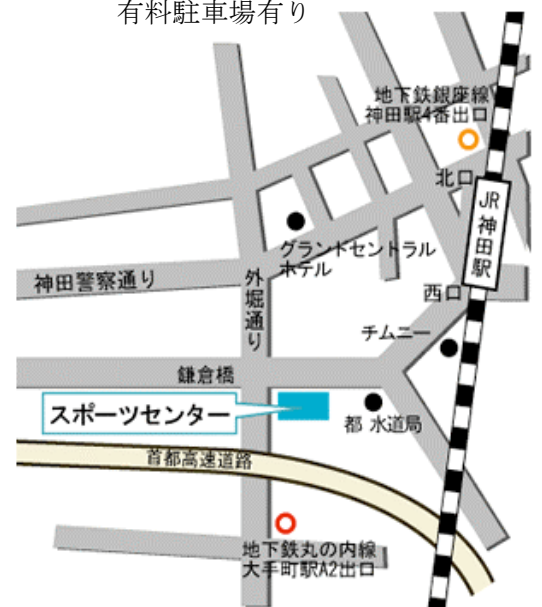 有料駐車場有り
地下鉄銀座線
神田駅4番出口
北口
JR
神田駅
グランドセントラル
ホテル
神田警察通り
外堀通り
西口
チムニー
鎌倉橋
スポーツセンター
都 水道局
首都高速道路
地下鉄丸の内線
大手町駅A2出口